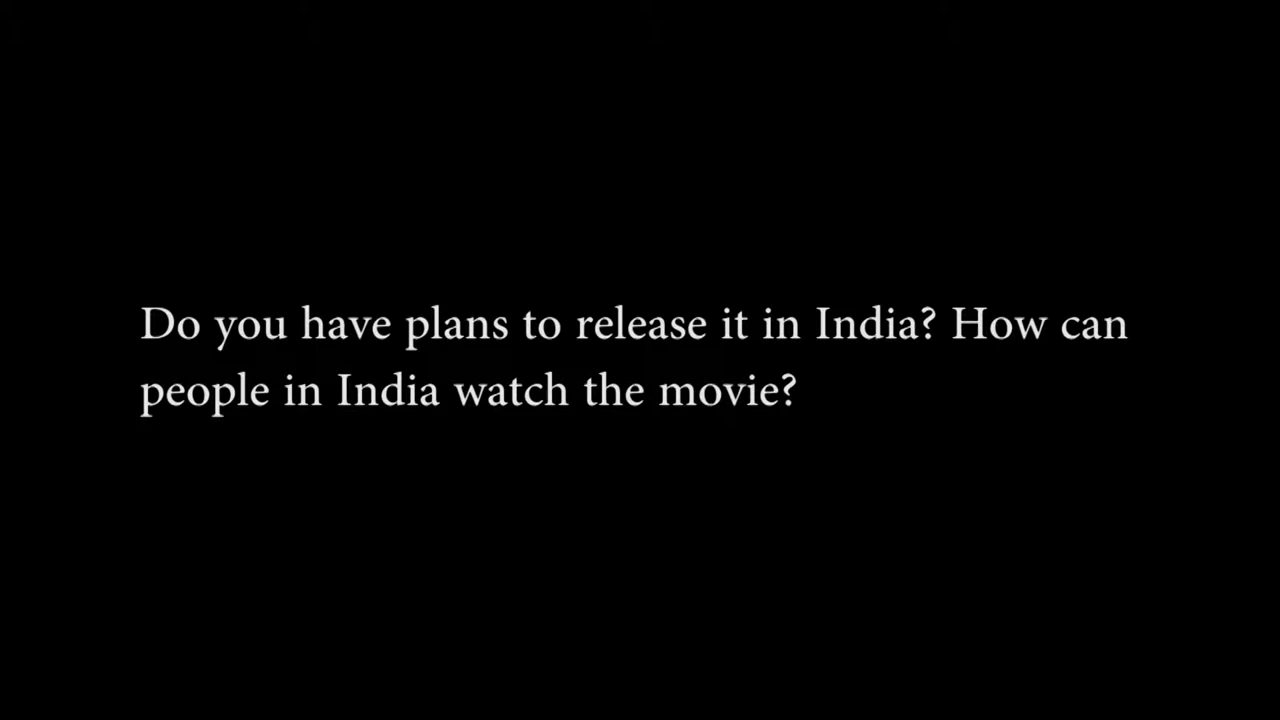 Do you have plans to release it in India? How can
people in India watch the movie?